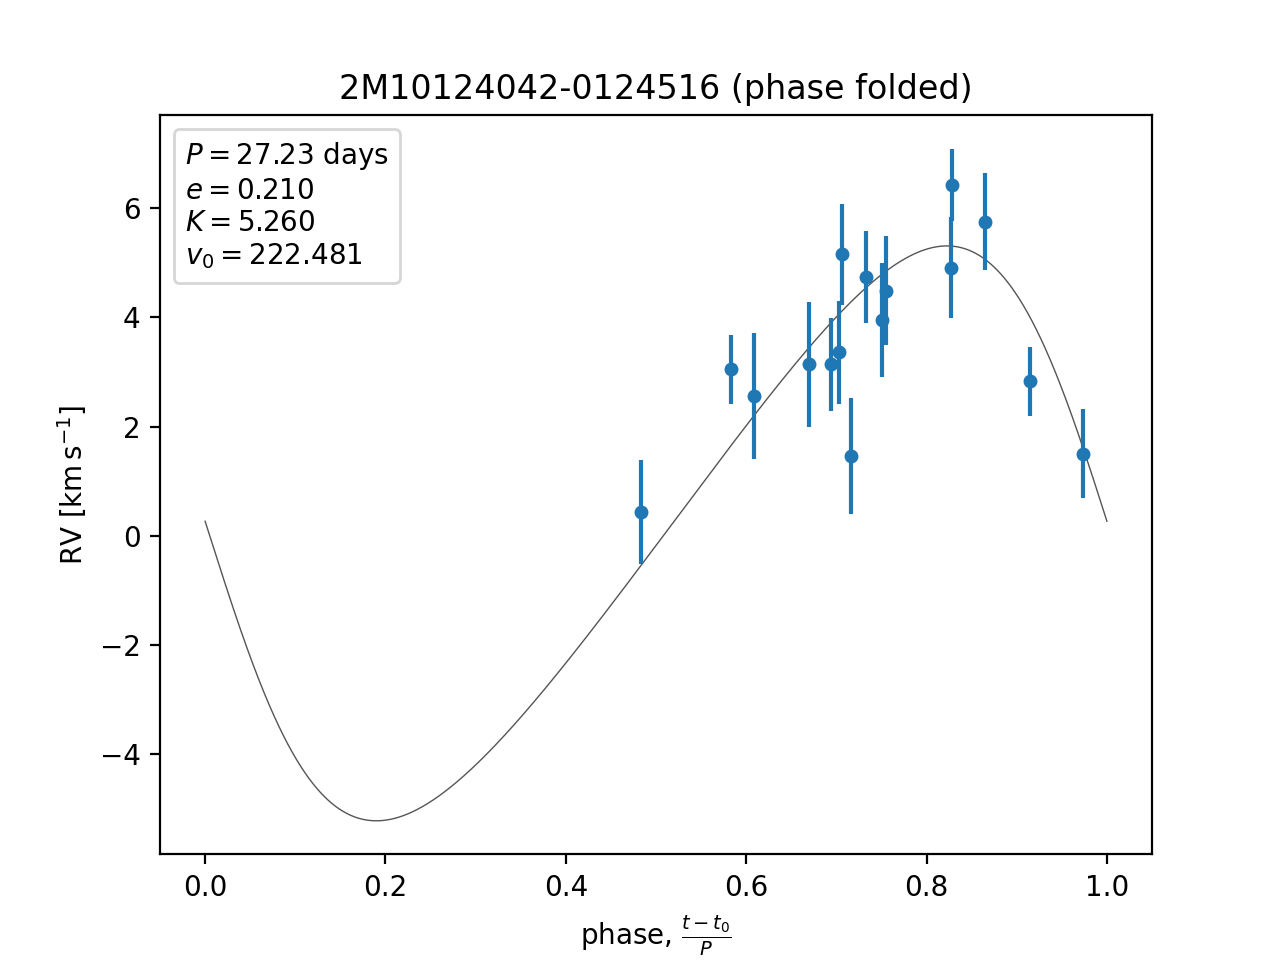 2M10124042-0124516 (phase folded)
P = 27.23 days
e = 0.210
K = 5.260
v₀ = 222.481
6
4
2
0
−2
−4
RV [km s⁻¹]
0.0 0.2 0.4 0.6 0.8 1.0
phase, (t − t₀)/P